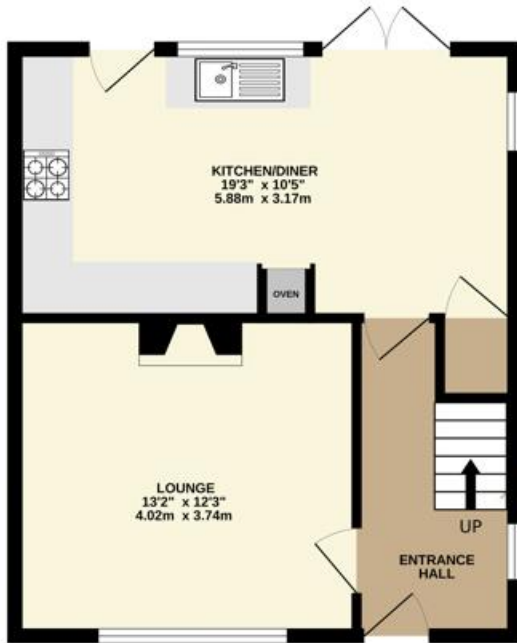 KITCHEN/DINER
19'3" x 10'5"
5.88m x 3.17m
OVEN
LOUNGE
13'2" x 12'3"
4.02m x 3.74m
UP
ENTRANCE
HALL